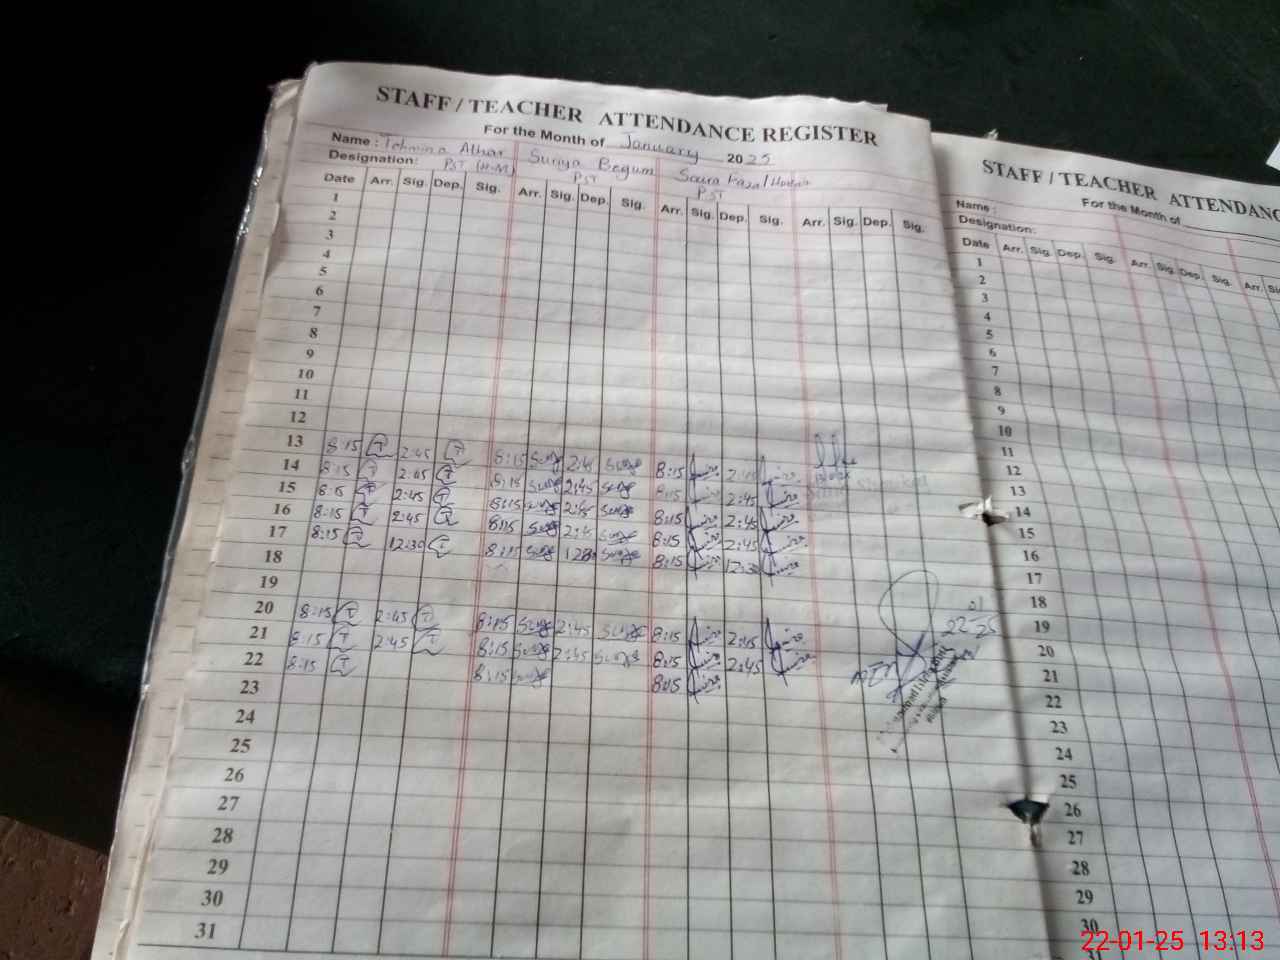 STAFF / TEACHER ATTENDANCE REGISTER
For the Month of January 2025
Name : Tehmina Athar Suriya Begum Saira Fazal
Designation: PST (H-M) PST PST
Date Arr. Sig. Dep. Sig. Arr. Sig. Dep. Sig. Arr. Sig. Dep. Sig. Arr. Sig. Dep. Sig.
1
2
3
4
5
6
7
8
9
10
11
12
13 8:15 T 2:45 T 8:15 2:45 8:15 2:45
14 8:15 T 2:45 T 8:15 2:45 8:15 2:45
15 8:15 T 2:45 T 8:15 2:45 8:15 2:45
16 8:15 T 2:45 T 8:15 2:45 8:15 2:45
17 8:15 T 12:30 T 8:15 8:15 12:30
18
19
20 8:15 T 2:45 T 8:15 2:45 8:15 2:45
21 8:15 T 2:45 T 8:15 2:45 8:15 2:45
22 8:15 T 8:15 8:15
23
24
25
26
27
28
29
30
31
22 01 25
STAFF / TEACHER ATTENDANC
For the Month of
Name :
Designation:
Date Arr. Sig. Dep. Sig. Arr. Sig. Dep. Sig. Arr.
1
2
3
4
5
6
7
8
9
10
11
12
13
14
15
16
17
18
19
20
21
22
23
24
25
26
27
28
29
30
31
22-01-25 13:13